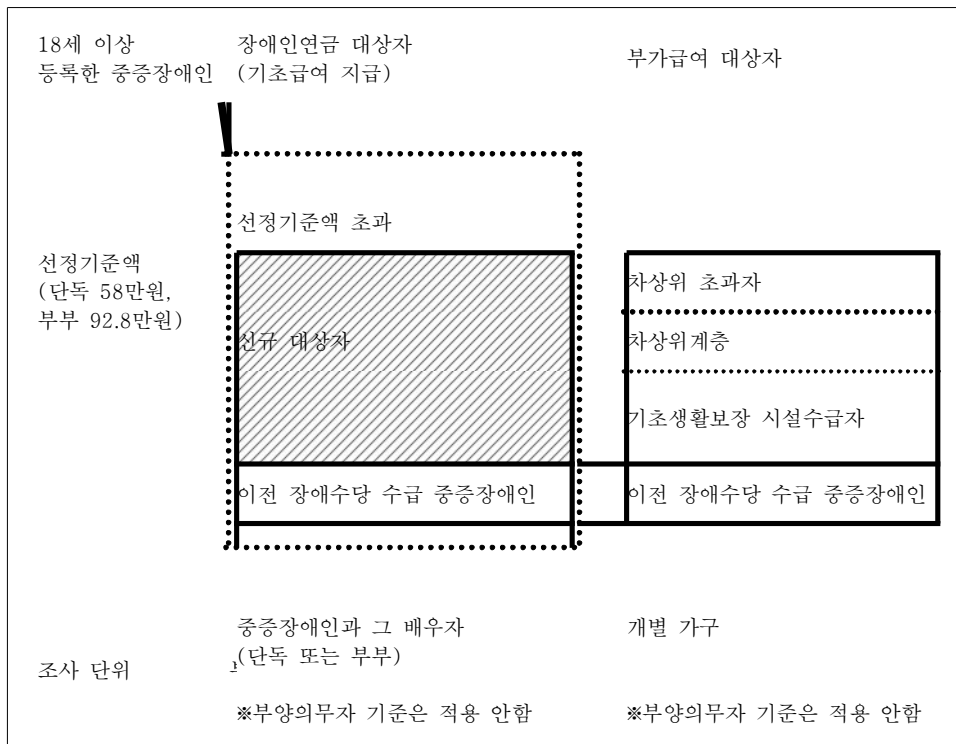 18세 이상
등록한 중증장애인
장애인연금 대상자
(기초급여 지급)
부가급여 대상자
선정기준액 초과
선정기준액
(단독 58만원,
부부 92.8만원)
신규 대상자
차상위 초과자
차상위계층
기초생활보장 시설수급자
이전 장애수당 수급 중증장애인
이전 장애수당 수급 중증장애인
조사 단위
중증장애인과 그 배우자
(단독 또는 부부)
※부양의무자 기준은 적용 안함
개별 가구
※부양의무자 기준은 적용 안함